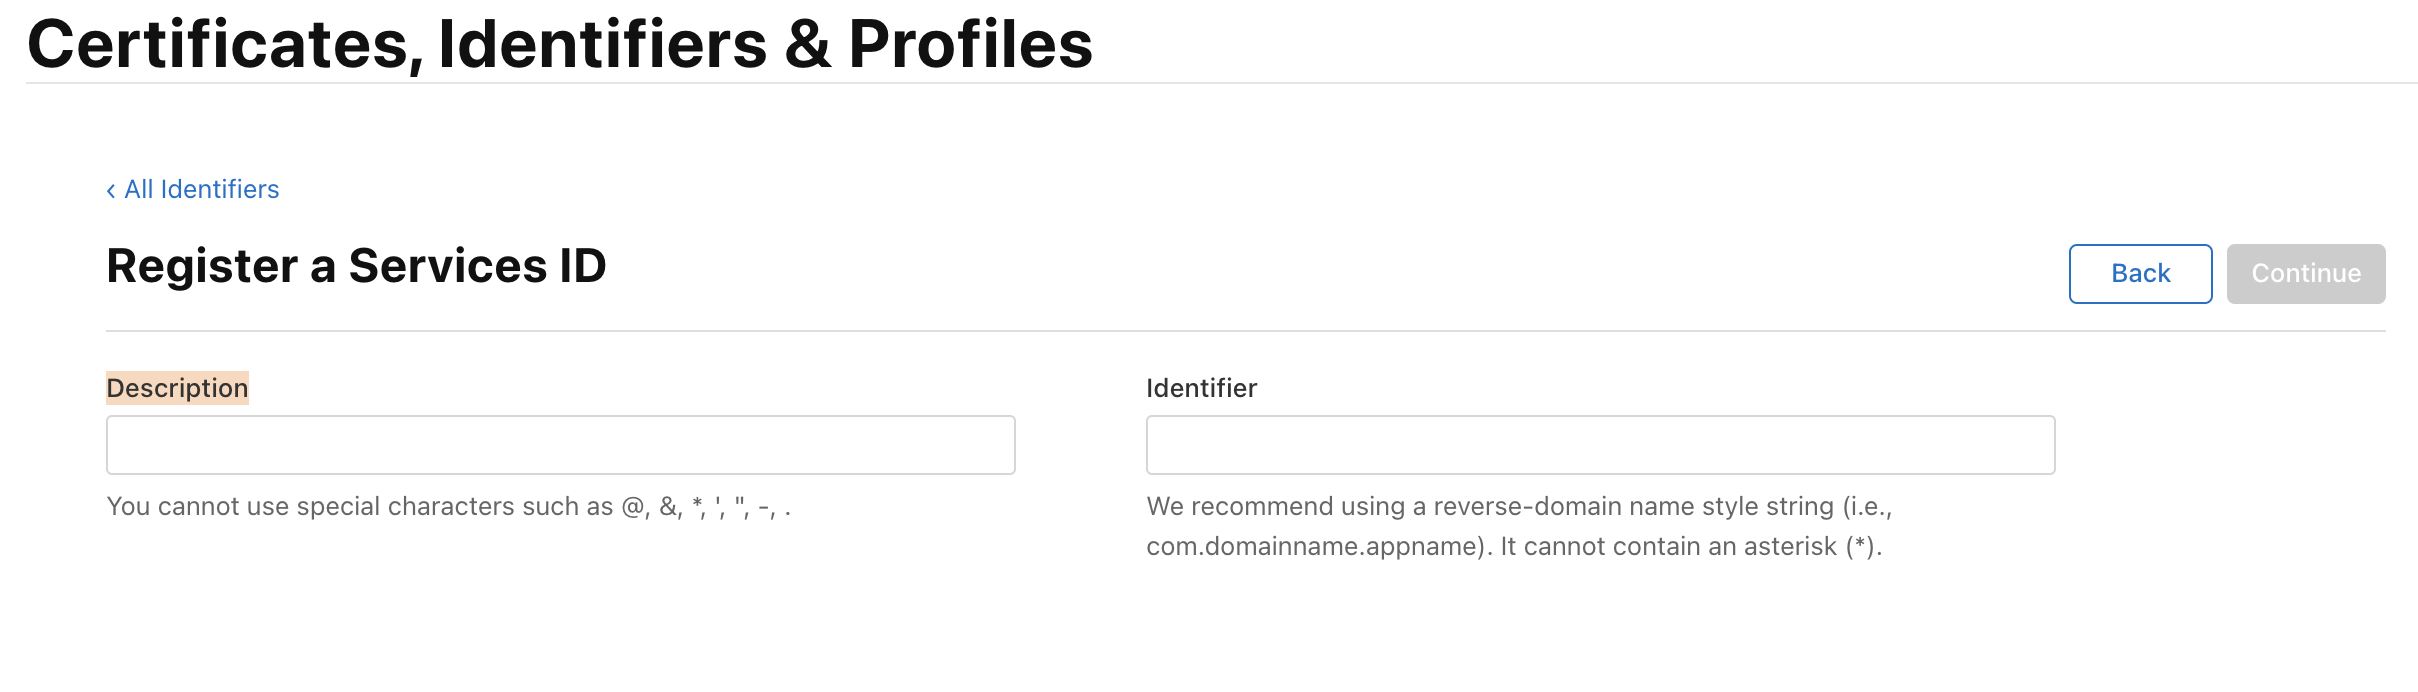 Certificates, Identifiers & Profiles
‹ All Identifiers
Register a Services ID
Back
Continue
Description
Identifier
You cannot use special characters such as @, &, *, ', ", -, .
We recommend using a reverse-domain name style string (i.e.,
com.domainname.appname). It cannot contain an asterisk (*).